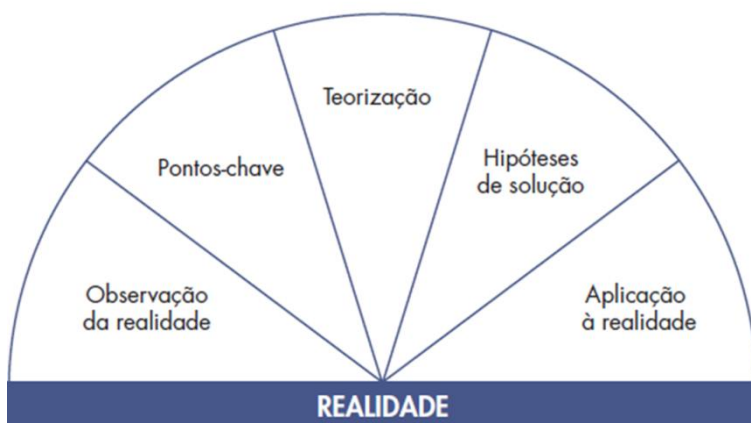 Observação
da realidade
Pontos-chave
Teorização
Hipóteses
de solução
Aplicação
à realidade
REALIDADE